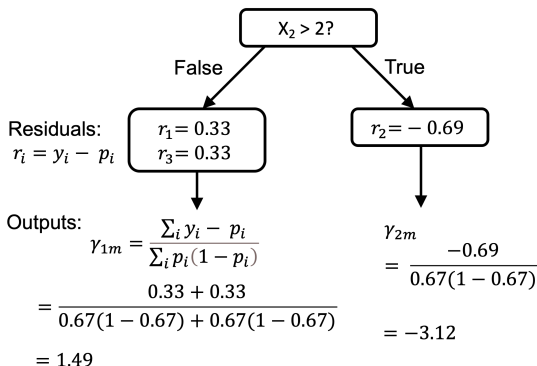 X₂ > 2?
False
True
Residuals:
rᵢ = yᵢ − pᵢ
r₁= 0.33
r₃= 0.33
r₂= − 0.69
Outputs:
γ₁ₘ = ∑ᵢ yᵢ − pᵢ / ∑ᵢ pᵢ(1 − pᵢ)
= 0.33 + 0.33 / 0.67(1 − 0.67) + 0.67(1 − 0.67)
= 1.49
γ₂ₘ
= −0.69 / 0.67(1 − 0.67)
= −3.12